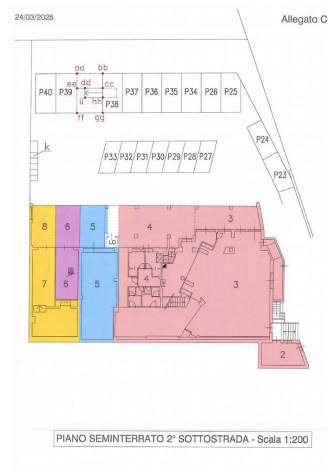 24/03/2025
Allegato C
aa bb
ee dd cc
P40 P39 ii hh P38 P37 P36 P35 P34 P26 P25
ff gg
P24
k
P33 P32 P31 P30 P29 P28 P27
P23
8 6 5 4 3
7 6 5 4 3
2
PIANO SEMINTERRATO 2° SOTTOSTRADA - Scala 1:200